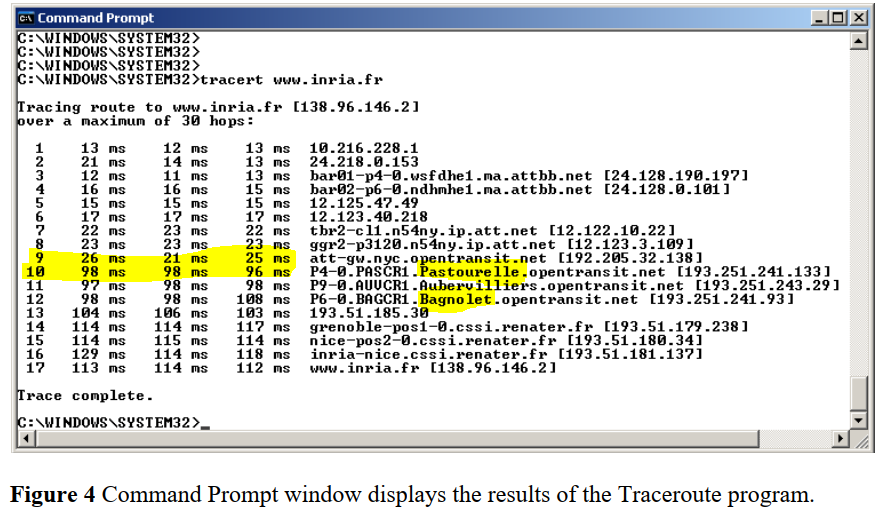 Command Prompt
C:\WINDOWS\SYSTEM32>
C:\WINDOWS\SYSTEM32>
C:\WINDOWS\SYSTEM32>
C:\WINDOWS\SYSTEM32>tracert www.inria.fr
Tracing route to www.inria.fr [138.96.146.2]
over a maximum of 30 hops:
1 13 ms 12 ms 13 ms 10.216.228.1
2 21 ms 14 ms 13 ms 24.218.0.153
3 12 ms 11 ms 13 ms bar01-p4-0.wsfdhe1.ma.attbb.net [24.128.190.197]
4 16 ms 16 ms 15 ms bar02-p6-0.ndhmhe1.ma.attbb.net [24.128.0.101]
5 15 ms 15 ms 15 ms 12.125.47.49
6 17 ms 17 ms 17 ms 12.123.40.218
7 22 ms 23 ms 22 ms tbr2-cl1.n54ny.ip.att.net [12.122.10.22]
8 23 ms 23 ms 23 ms ggr2-p3120.n54ny.ip.att.net [12.123.3.109]
9 26 ms 21 ms 25 ms att-gw.nyc.opentransit.net [192.205.32.138]
10 98 ms 98 ms 96 ms P4-0.PASCR1.Pastourelle.opentransit.net [193.251.241.133]
11 97 ms 98 ms 98 ms P9-0.AUVCR1.Aubervilliers.opentransit.net [193.251.243.29]
12 98 ms 98 ms 108 ms P6-0.BAGCR1.Bagnolet.opentransit.net [193.251.241.93]
13 104 ms 106 ms 103 ms 193.51.185.30
14 114 ms 114 ms 117 ms grenoble-pos1-0.cssi.renater.fr [193.51.179.238]
15 114 ms 115 ms 114 ms nice-pos2-0.cssi.renater.fr [193.51.180.34]
16 129 ms 114 ms 118 ms inria-nice.cssi.renater.fr [193.51.181.137]
17 113 ms 114 ms 112 ms www.inria.fr [138.96.146.2]
Trace complete.
C:\WINDOWS\SYSTEM32>_
Figure 4 Command Prompt window displays the results of the Traceroute program.